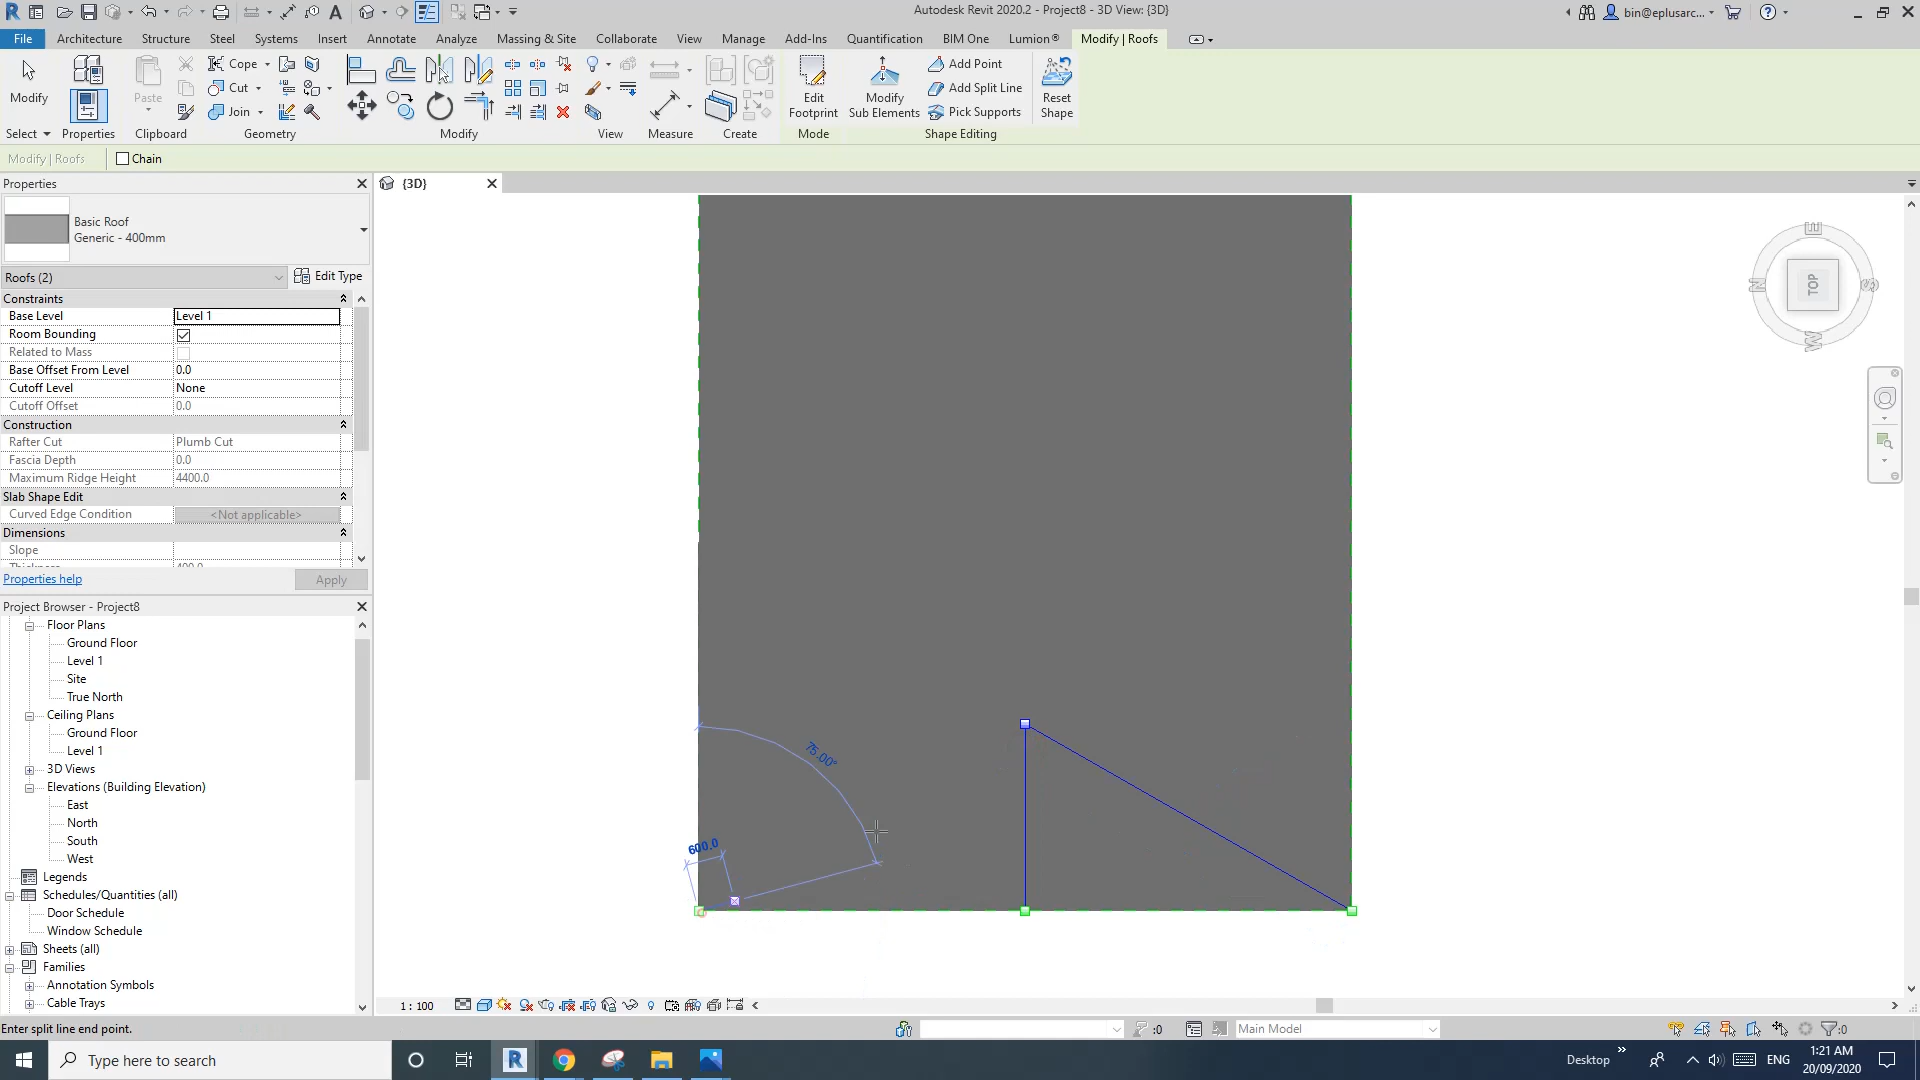 Autodesk Revit 2020.2 - Project8 - 3D View: {3D}
bin@eplusarc...
File
Architecture
Structure
Steel
Systems
Insert
Annotate
Analyze
Massing & Site
Collaborate
View
Manage
Add-Ins
Quantification
BIM One
Lumion®
Modify | Roofs
Modify
Select
Properties
Paste
Clipboard
Cope
Cut
Join
Geometry
Modify
View
Measure
Create
Edit
Footprint
Mode
Modify
Sub Elements
Add Point
Add Split Line
Pick Supports
Shape Editing
Reset
Shape
Modify | Roofs
Chain
Properties
Basic Roof
Generic - 400mm
Roofs (2)
Edit Type
Constraints
Base Level
Level 1
Room Bounding
Related to Mass
Base Offset From Level
0.0
Cutoff Level
None
Cutoff Offset
0.0
Construction
Rafter Cut
Plumb Cut
Fascia Depth
0.0
Maximum Ridge Height
4400.0
Slab Shape Edit
Curved Edge Condition
<Not applicable>
Dimensions
Slope
Thickness
400.0
Properties help
Apply
Project Browser - Project8
Floor Plans
Ground Floor
Level 1
Site
True North
Ceiling Plans
Ground Floor
Level 1
3D Views
Elevations (Building Elevation)
East
North
South
West
Legends
Schedules/Quantities (all)
Door Schedule
Window Schedule
Sheets (all)
Families
Annotation Symbols
Cable Trays
{3D}
75.00°
600.0
E
N
TOP
S
W
1 : 100
Enter split line end point.
:0
Main Model
:0
Type here to search
Desktop
ENG
1:21 AM
20/09/2020